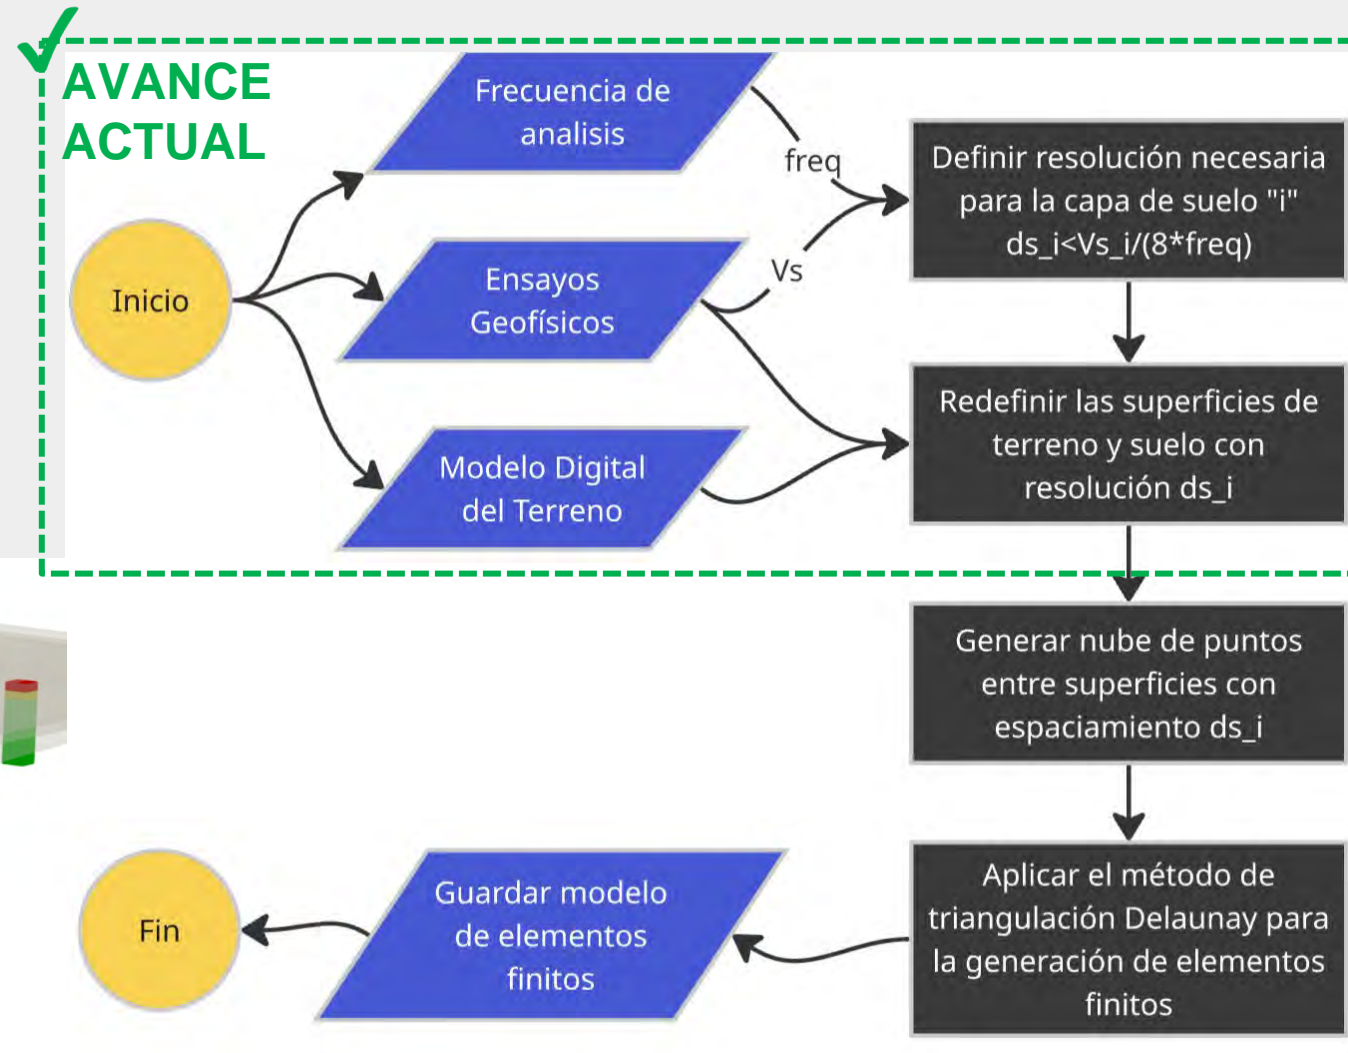 AVANCE
ACTUAL
Frecuencia de
analisis
freq
Definir resolución necesaria
para la capa de suelo "i"
ds_i<Vs_i/(8*freq)
Inicio
Ensayos
Geofísicos
Vs
Redefinir las superficies de
terreno y suelo con
resolución ds_i
Modelo Digital
del Terreno
Generar nube de puntos
entre superficies con
espaciamiento ds_i
Aplicar el método de
triangulación Delaunay para
la generación de elementos
finitos
Guardar modelo
de elementos
finitos
Fin